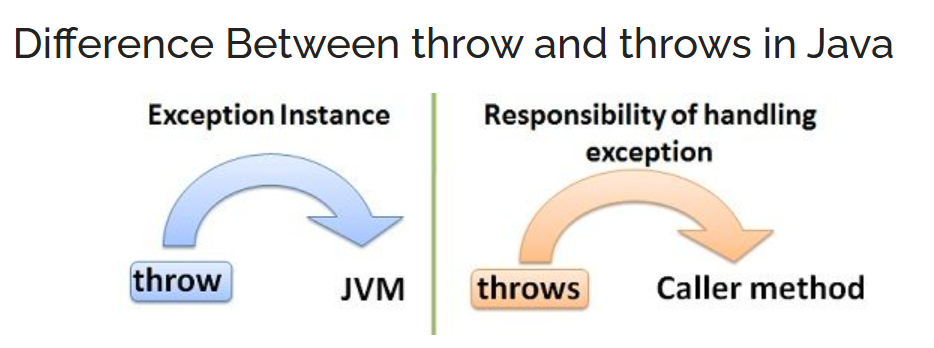 Difference Between throw and throws in Java
Exception Instance
throw
JVM
Responsibility of handling
exception
throws
Caller method